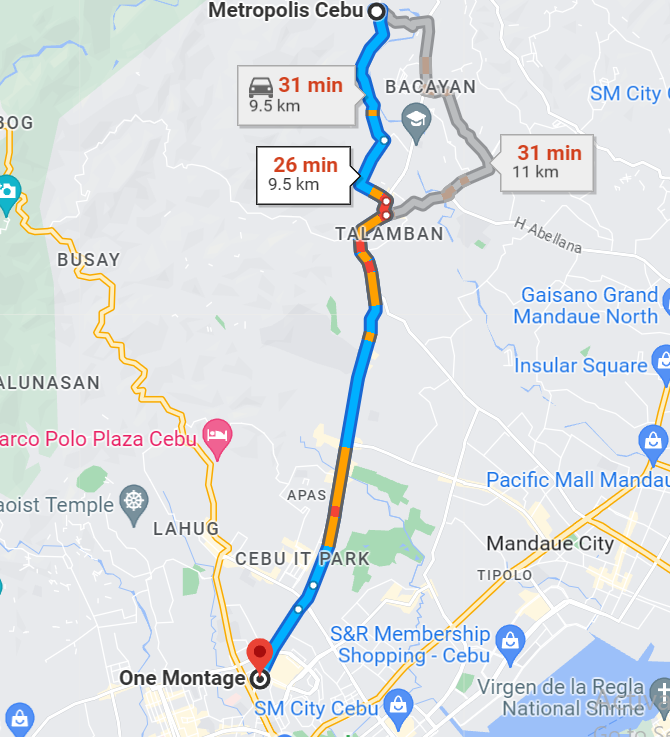 Metropolis Cebu
31 min
9.5 km
BACAYAN
SM City C
BOG
26 min
9.5 km
31 min
11 km
TALAMBAN
H Abellana
BUSAY
Gaisano Grand
Mandaue North
Insular Square
ALUNASAN
arco Polo Plaza Cebu
Pacific Mall Mandau
APAS
aoist Temple
LAHUG
Mandaue City
CEBU IT PARK
TIPOLO
S&R Membership
Shopping - Cebu
One Montage
Virgen de la Regla
National Shrine
SM City Cebu